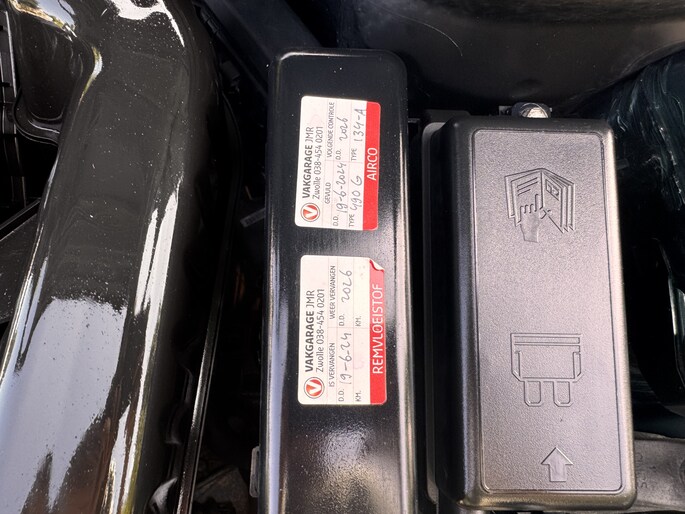 VAKGARAGE JMR
Zwolle 038-454 0201
GEVULD VOLGENDE CONTROLE
D.D. 19-6-2024 D.D. 2026
TYPE 490 G TYPE 134-A
AIRCO
VAKGARAGE JMR
Zwolle 038-454 0201
IS VERVANGEN WEER VERVANGEN
D.D. 19-6-24 D.D. 2026
KM. KM.
REMVLOEISTOF